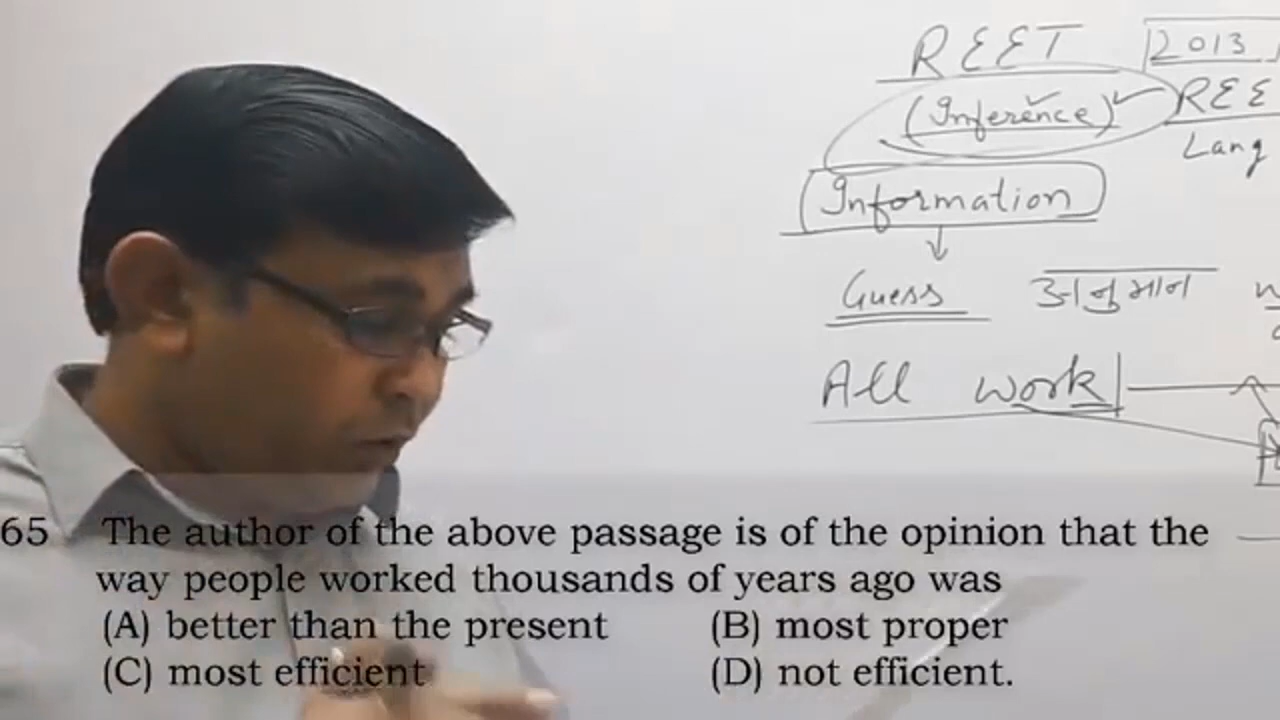 REET
2013
(Inference)
REE
Lang
Information
Guess
अनुमान
All work
65 The author of the above passage is of the opinion that the
way people worked thousands of years ago was
(A) better than the present (B) most proper
(C) most efficient (D) not efficient.